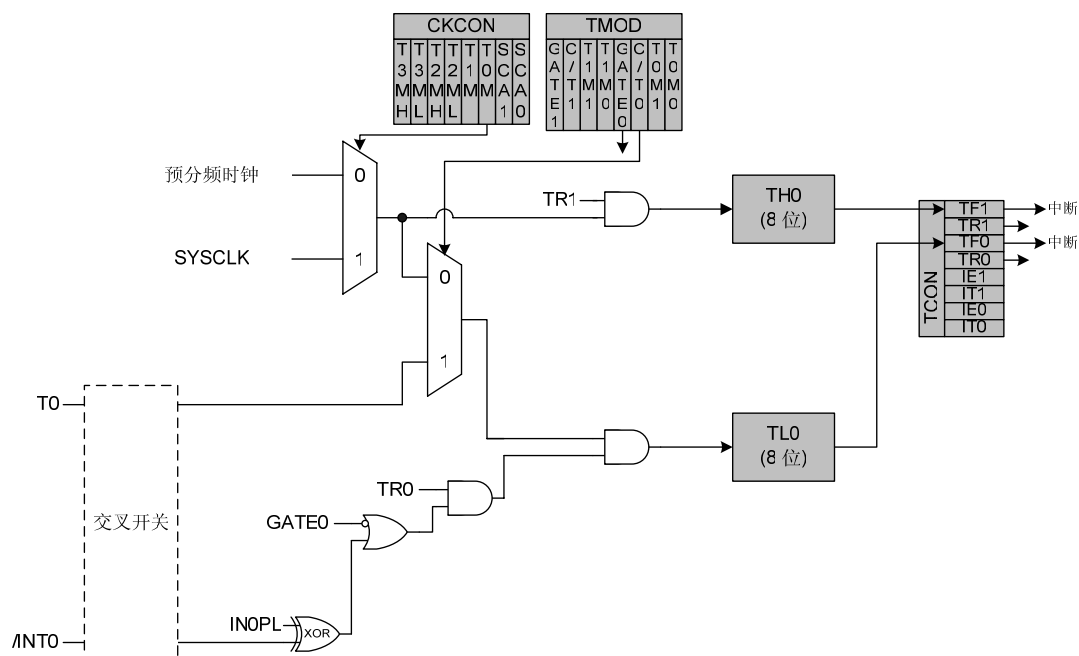 CKCON
T3MH
T3ML
T2MH
T2ML
T1M
T0M
SCA1
SCA0
TMOD
GATE1
C/T1
T1M1
T1M0
GATE0
C/T0
T0M1
T0M0
预分频时钟
0
SYSCLK
1
TR1
TH0
(8 位)
0
1
TCON
TF1
TR1
TF0
TR0
IE1
IT1
IE0
IT0
中断
中断
T0
TL0
(8 位)
TR0
GATE0
交叉开关
IN0PL
XOR
/INT0